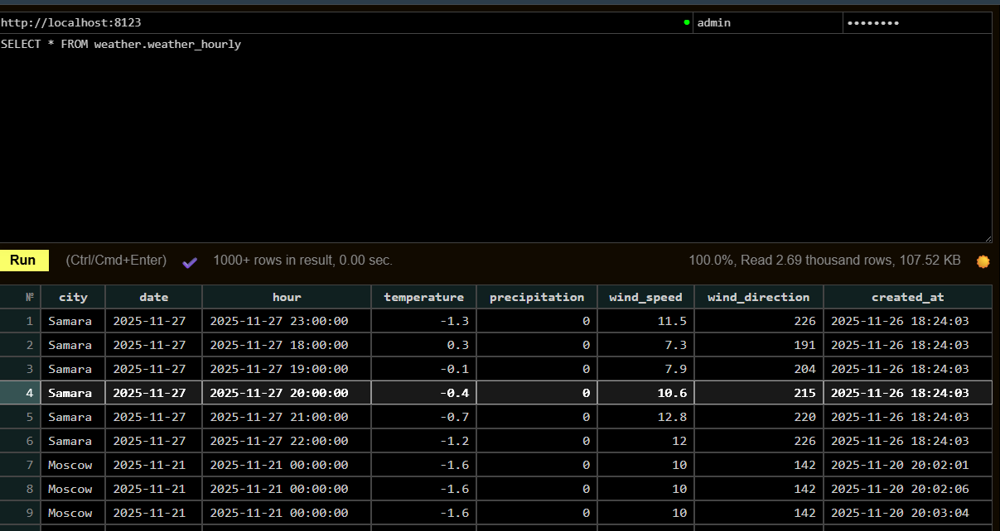 http://localhost:8123 admin ••••••••
SELECT * FROM weather.weather_hourly
Run (Ctrl/Cmd+Enter) ✔ 1000+ rows in result, 0.00 sec. 100.0%, Read 2.69 thousand rows, 107.52 KB
№ city date hour temperature precipitation wind_speed wind_direction created_at
1 Samara 2025-11-27 2025-11-27 23:00:00 -1.3 0 11.5 226 2025-11-26 18:24:03
2 Samara 2025-11-27 2025-11-27 18:00:00 0.3 0 7.3 191 2025-11-26 18:24:03
3 Samara 2025-11-27 2025-11-27 19:00:00 -0.1 0 7.9 204 2025-11-26 18:24:03
4 Samara 2025-11-27 2025-11-27 20:00:00 -0.4 0 10.6 215 2025-11-26 18:24:03
5 Samara 2025-11-27 2025-11-27 21:00:00 -0.7 0 12.8 220 2025-11-26 18:24:03
6 Samara 2025-11-27 2025-11-27 22:00:00 -1.2 0 12 226 2025-11-26 18:24:03
7 Moscow 2025-11-21 2025-11-21 00:00:00 -1.6 0 10 142 2025-11-20 20:02:01
8 Moscow 2025-11-21 2025-11-21 00:00:00 -1.6 0 10 142 2025-11-20 20:02:06
9 Moscow 2025-11-21 2025-11-21 00:00:00 -1.6 0 10 142 2025-11-20 20:03:04